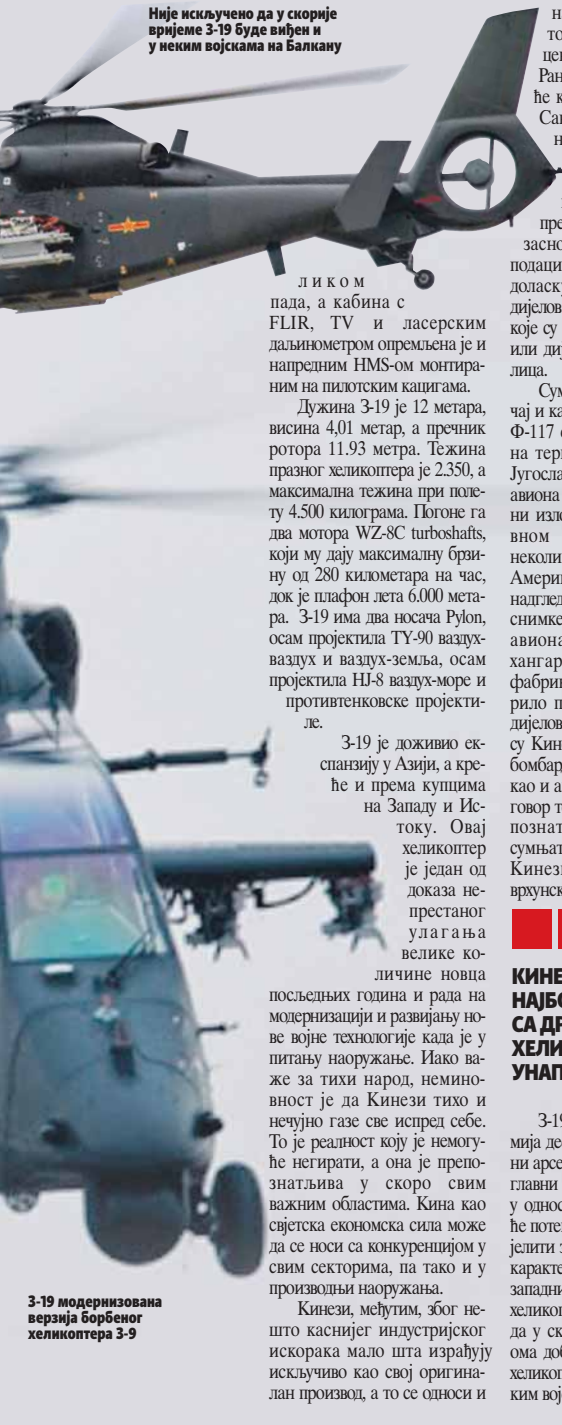 Није искључено да у скорије
вријеме З-19 буде виђен и
у неким војскама на Балкану
ликом
пада, а кабина с
FLIR, TV и ласерским
даљинометром опремљена је и
напредним HMS-ом монтира-
ним на пилотским кацигама.
Дужина З-19 је 12 метара,
висина 4,01 метар, а пречник
ротора 11.93 метра. Тежина
празног хеликоптера је 2.350, а
максимална тежина при поле-
ту 4.500 килограма. Погоне га
два мотора WZ-8C turboshafts,
који му дају максималну брзи-
ну од 280 километара на час,
док је плафон лета 6.000 мета-
ра. З-19 има два носача Pylon,
осам пројектила TY-90 ваздух-
ваздух и ваздух-земља, осам
пројектила HJ-8 ваздух-море и
противтенковске пројекти-
ле.
З-19 је доживио ек-
спанзију у Азији, а кре-
ће и према купцима
на Западу и Ис-
току. Овај
хеликоптер
је један од
доказа не-
престаног
улагања
велике ко-
личине новца
посљедњих година и рада на
модернизацији и развијању но-
ве војне технологије када је у
питању наоружање. Иако ва-
же за тихи народ, немино-
вност је да Кинези тихо и
нечујно газе све испред себе.
То је реалност коју је немогу-
ће негирати, а она је препо-
знатљива у скоро свим
важним областима. Кина као
свјетска економска сила може
да се носи са конкуренцијом у
свим секторима, па тако и у
производњи наоружања.
Кинези, међутим, због не-
што каснијег индустријског
искорака мало шта израђују
искључиво као свој оригина-
лан производ, а то се односи и
З-19 модернизована
верзија борбеног
хеликоптера З-9
подаци
доласку
дијелов
које су
или диј
лица.
Сум
чај и ка
Ф-117 с
на тери
Југосла
авиона
ни изло
вном
неколи
Америк
надглед
снимке
авиона
хангар
фабрик
рило п
дијелов
су Кин
бомбар
као и а
говор т
познат
сумњат
Кинези
врхунск
КИНЕ
НАЈБО
СА ДР
ХЕЛИ
УНАП
З-19
мија де
ни арсе
главни
у однос
ће поте
јелити з
каракте
западни
хеликоп
да у ск
ома доб
хеликоп
ким вој